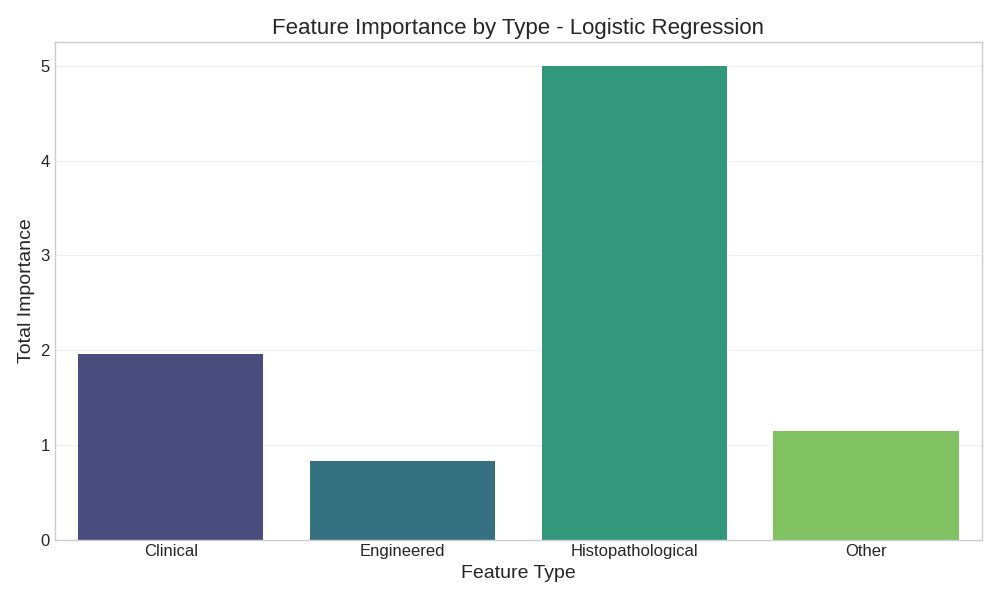 Feature Importance by Type - Logistic Regression
Total Importance
5
4
3
2
1
0
Clinical
Engineered
Histopathological
Other
Feature Type